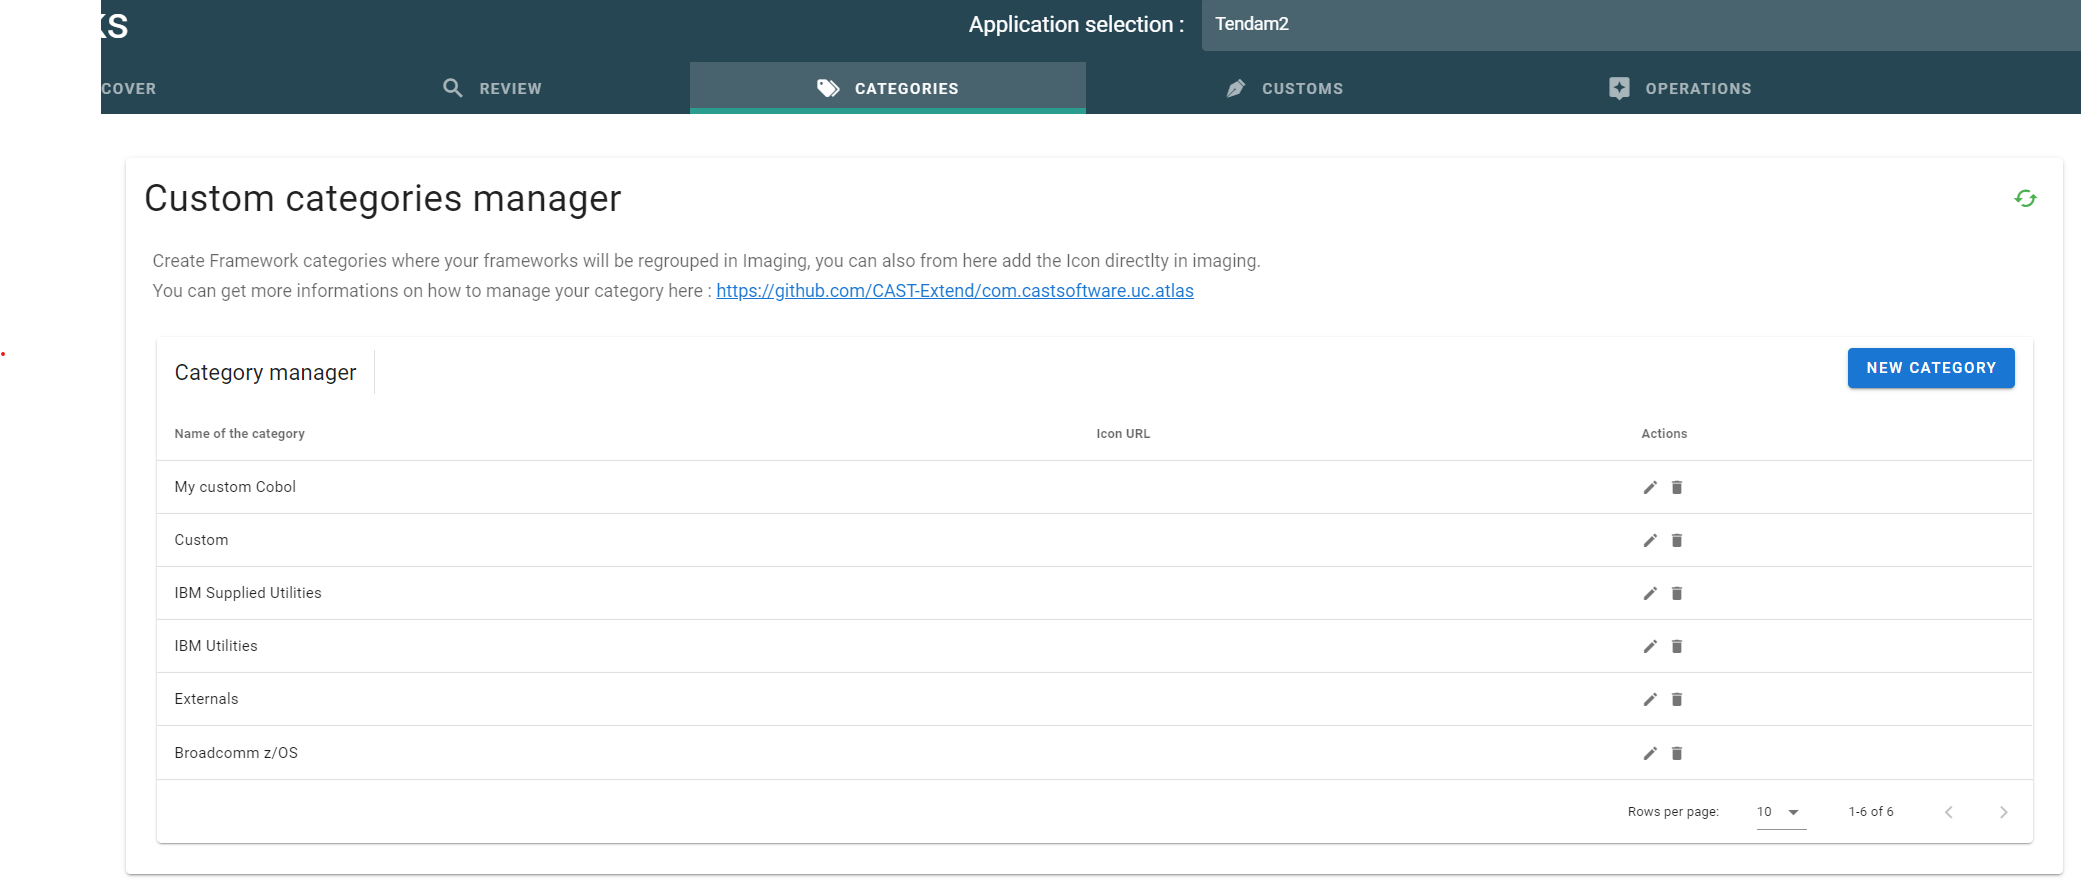 KS
Application selection :
Tendam2
COVER
REVIEW
CATEGORIES
CUSTOMS
OPERATIONS
Custom categories manager
Create Framework categories where your frameworks will be regrouped in Imaging, you can also from here add the Icon directlty in imaging.
You can get more informations on how to manage your category here : https://github.com/CAST-Extend/com.castsoftware.uc.atlas
Category manager
NEW CATEGORY
Name of the category
Icon URL
Actions
My custom Cobol
Custom
IBM Supplied Utilities
IBM Utilities
Externals
Broadcomm z/OS
Rows per page:
10
1-6 of 6